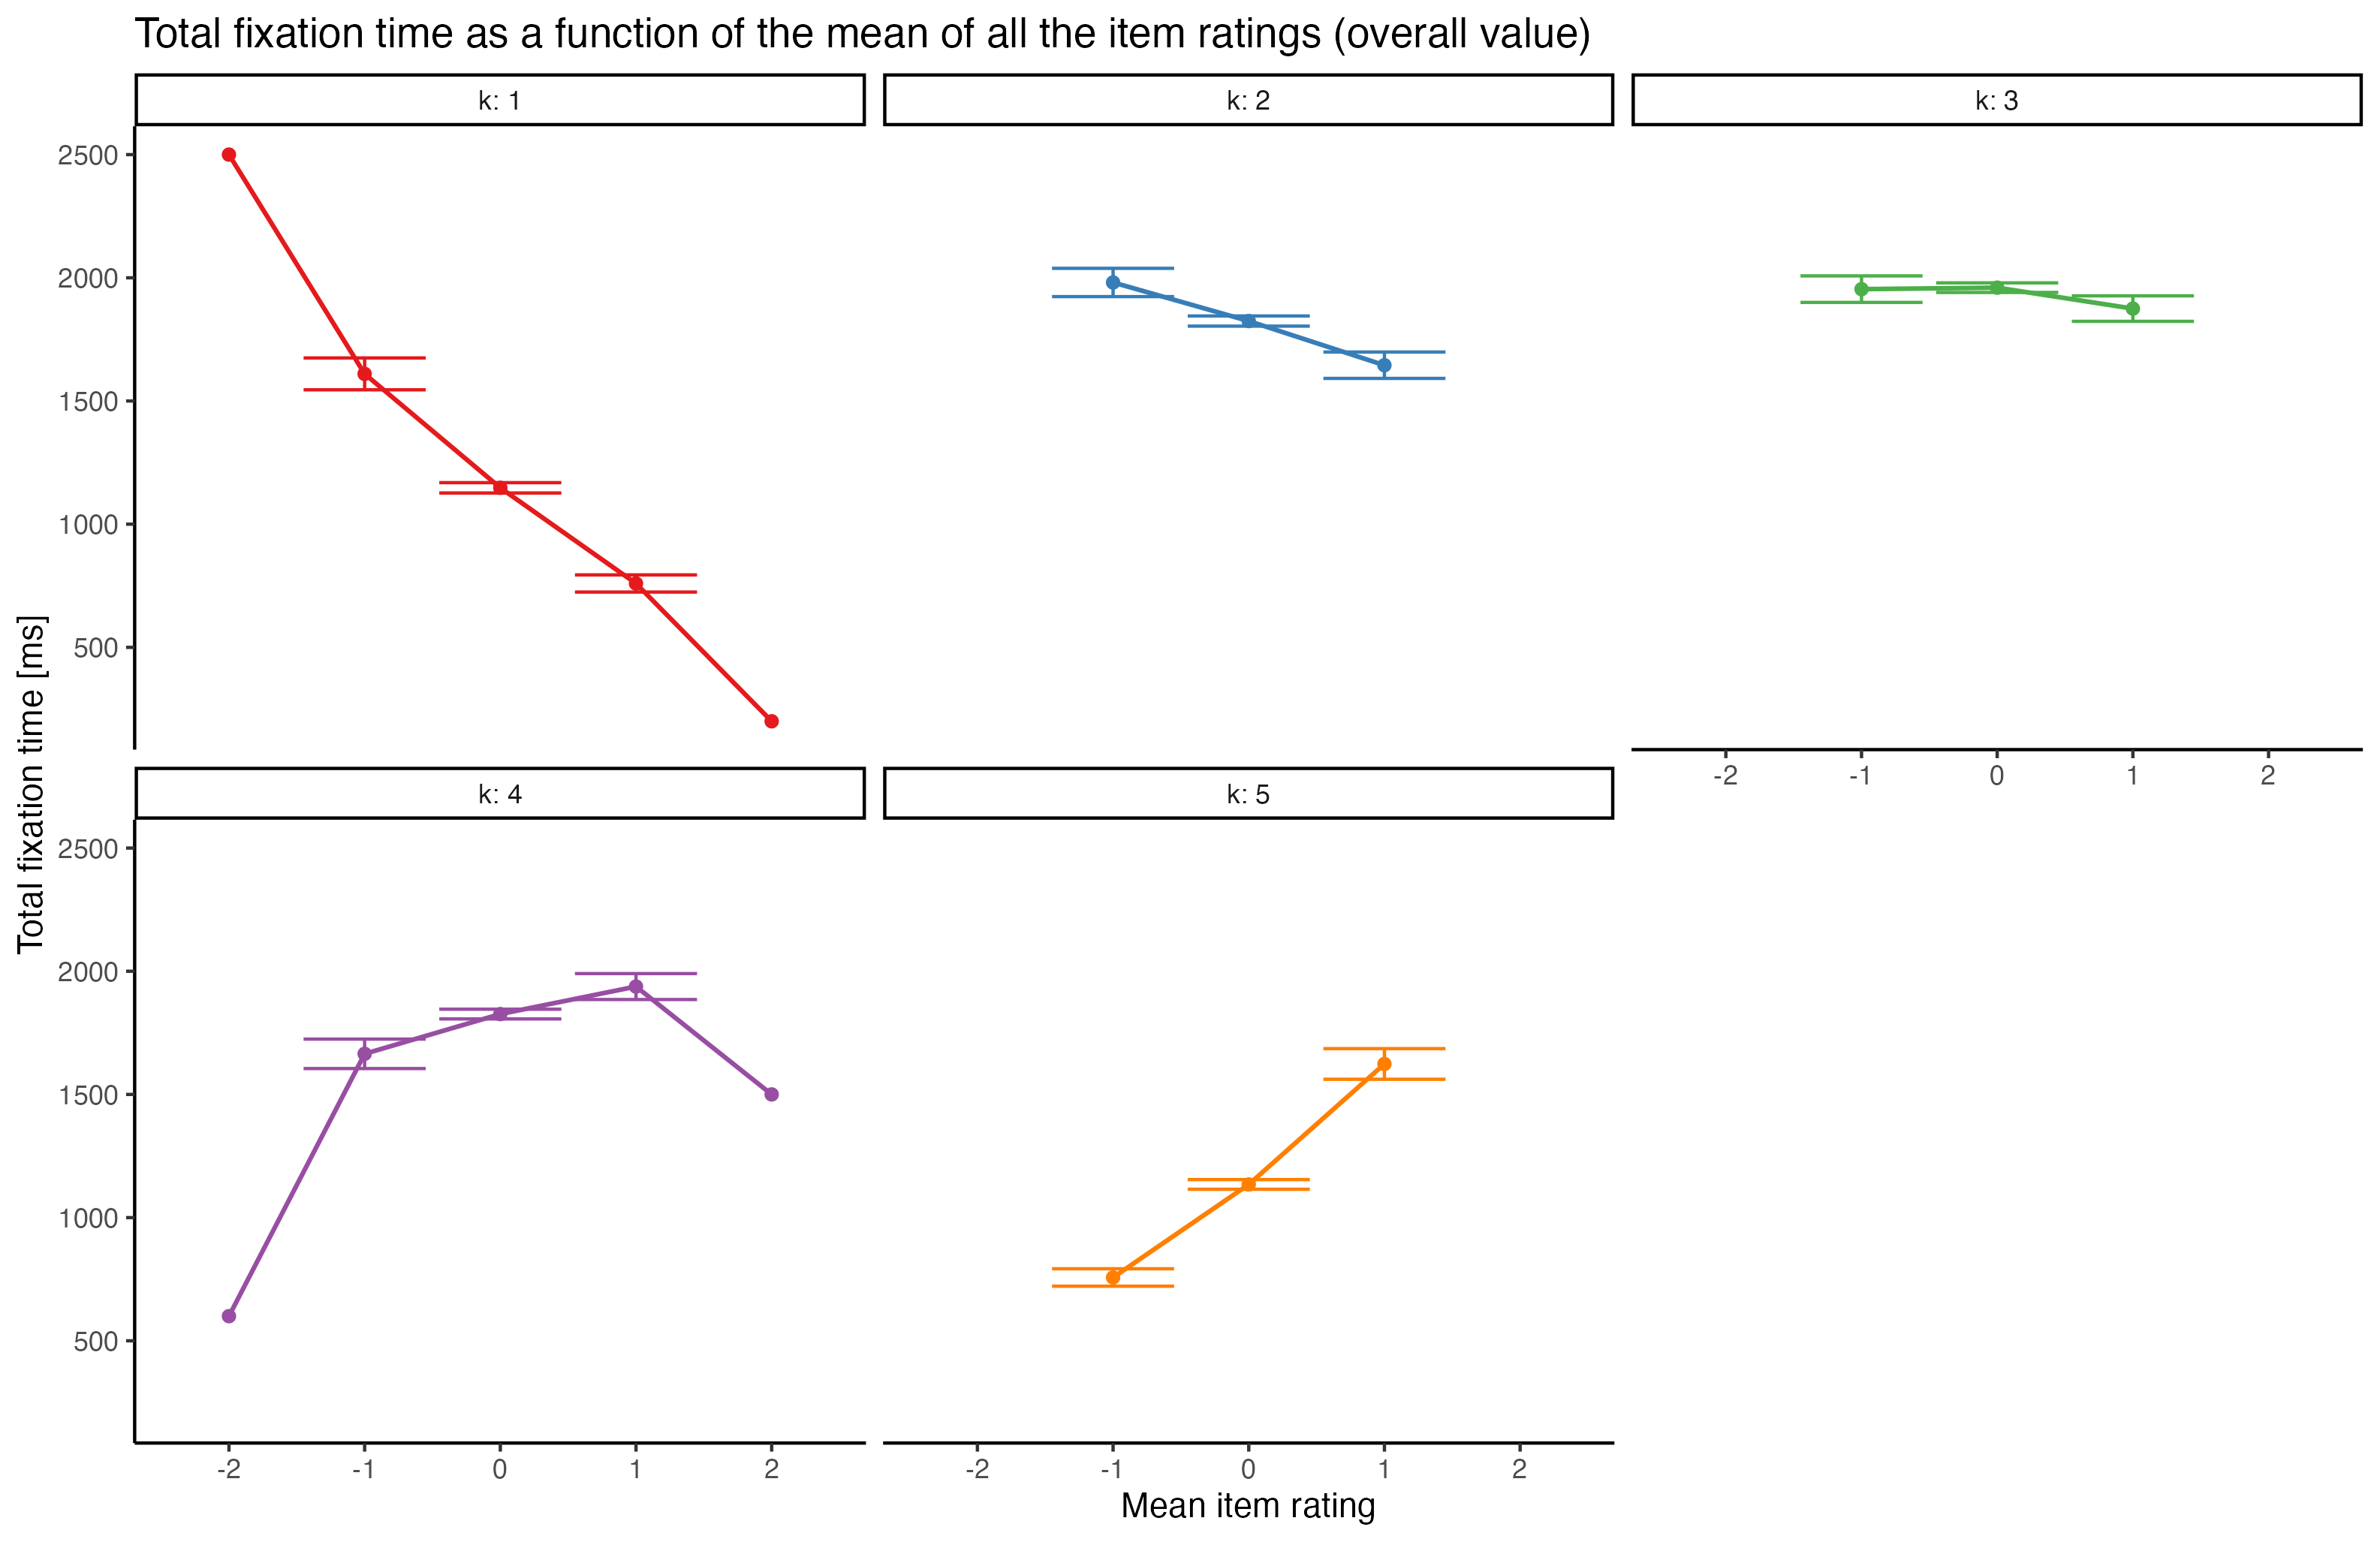 Total fixation time as a function of the mean of all the item ratings (overall value)
k: 1
k: 2
k: 3
2500
2000
1500
1000
500
-2 -1 0 1 2
k: 4
k: 5
2500
2000
1500
1000
500
-2 -1 0 1 2
-2 -1 0 1 2
Mean item rating
Total fixation time [ms]